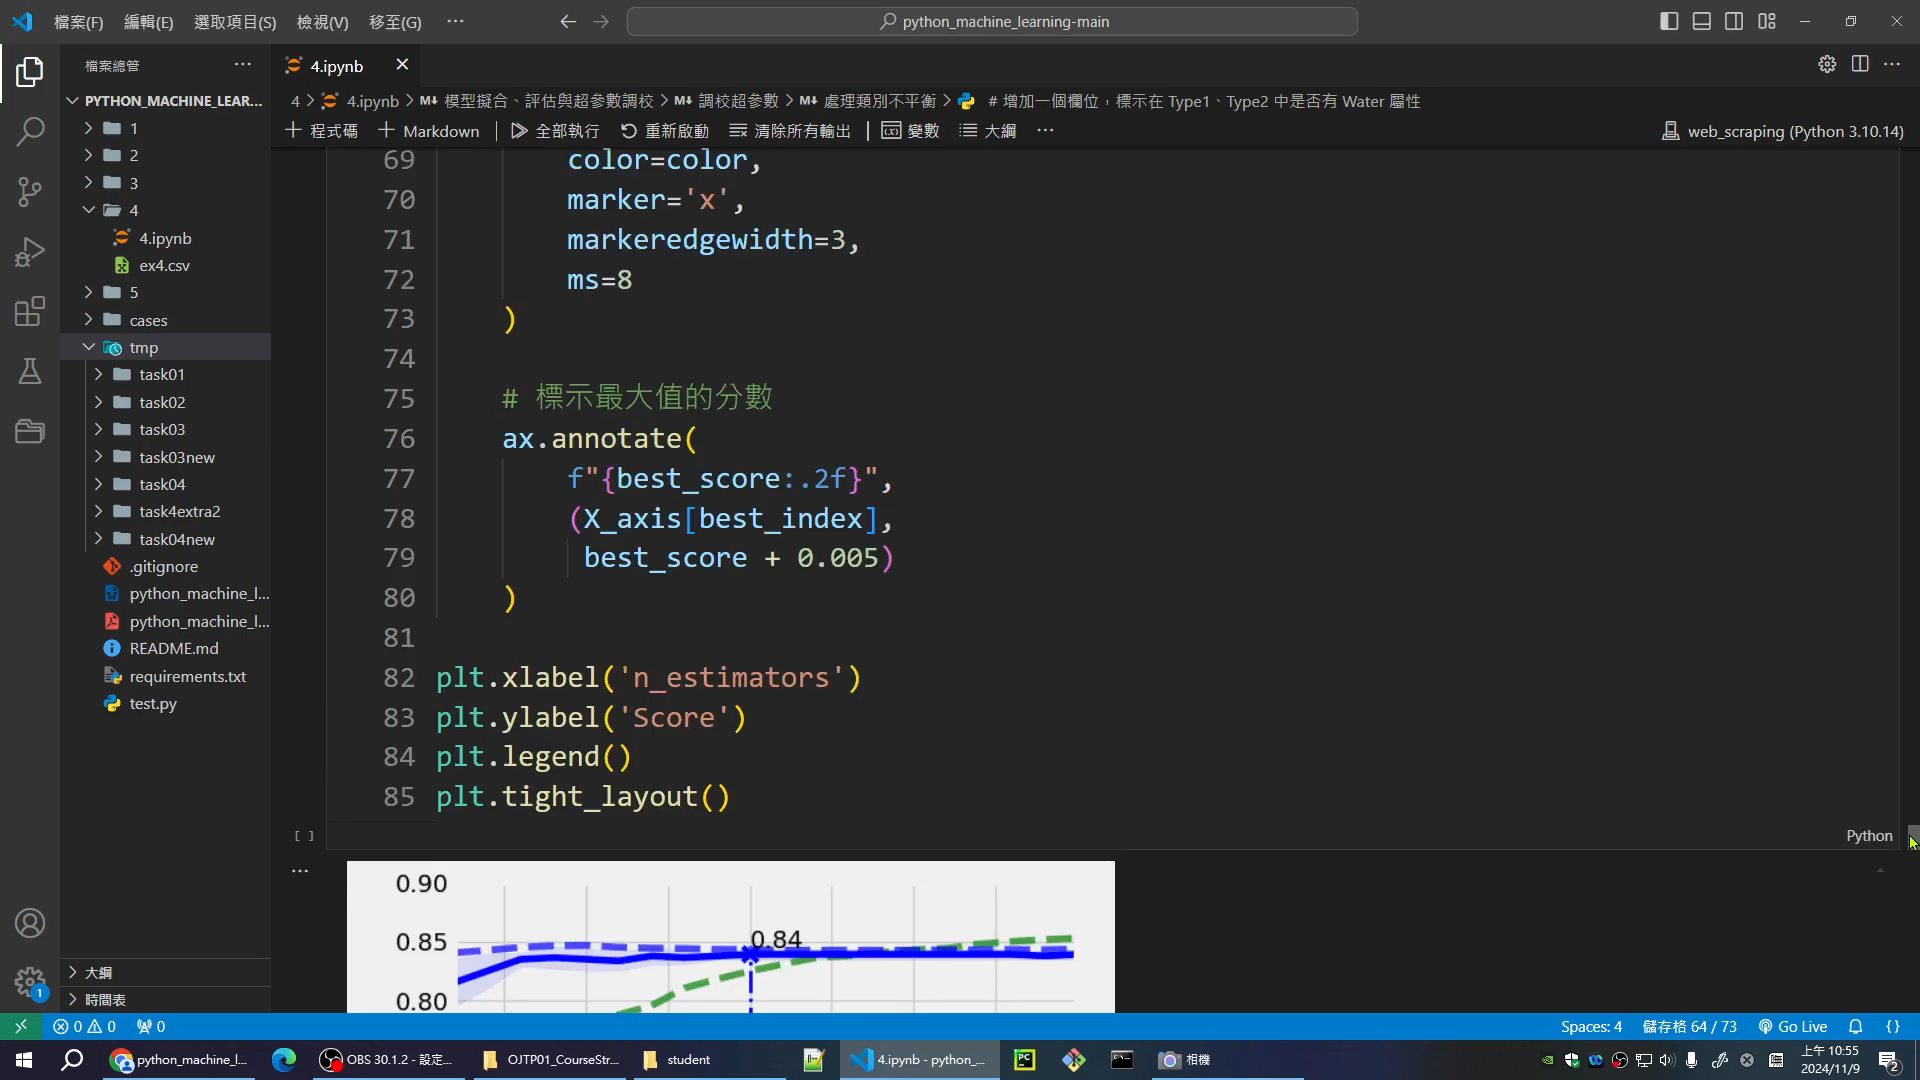 檔案(F) 編輯(E) 選取項目(S) 檢視(V) 移至(G) ···
python_machine_learning-main
檔案總管 ···
4.ipynb
PYTHON_MACHINE_LEAR...
1
2
3
4
4.ipynb
ex4.csv
5
cases
tmp
task01
task02
task03
task03new
task04
task4extra2
task04new
.gitignore
python_machine_l...
python_machine_l...
README.md
requirements.txt
test.py
大綱
時間表
1
4 > 4.ipynb > M↓ 模型擬合、評估與超參數調校 > M↓ 調校超參數 > M↓ 處理類別不平衡 > # 增加一個欄位，標示在 Type1、Type2 中是否有 Water 屬性
+ 程式碼 + Markdown | 全部執行 重新啟動 清除所有輸出 | 變數 大綱 ···
web_scraping (Python 3.10.14)
69 color=color,
70 marker='x',
71 markeredgewidth=3,
72 ms=8
73 )
74
75 # 標示最大值的分數
76 ax.annotate(
77 f"{best_score:.2f}",
78 (X_axis[best_index],
79 best_score + 0.005)
80 )
81
82 plt.xlabel('n_estimators')
83 plt.ylabel('Score')
84 plt.legend()
85 plt.tight_layout()
[ ] Python
···
0.90
0.85
0.84
0.80
0 0 0 Spaces: 4 儲存格 64 / 73 Go Live { }
python_machine_l... OBS 30.1.2 - 設定... OJTP01_CourseStr... student 4.ipynb - python_... PC 相機
上午 10:55
2024/11/9
2